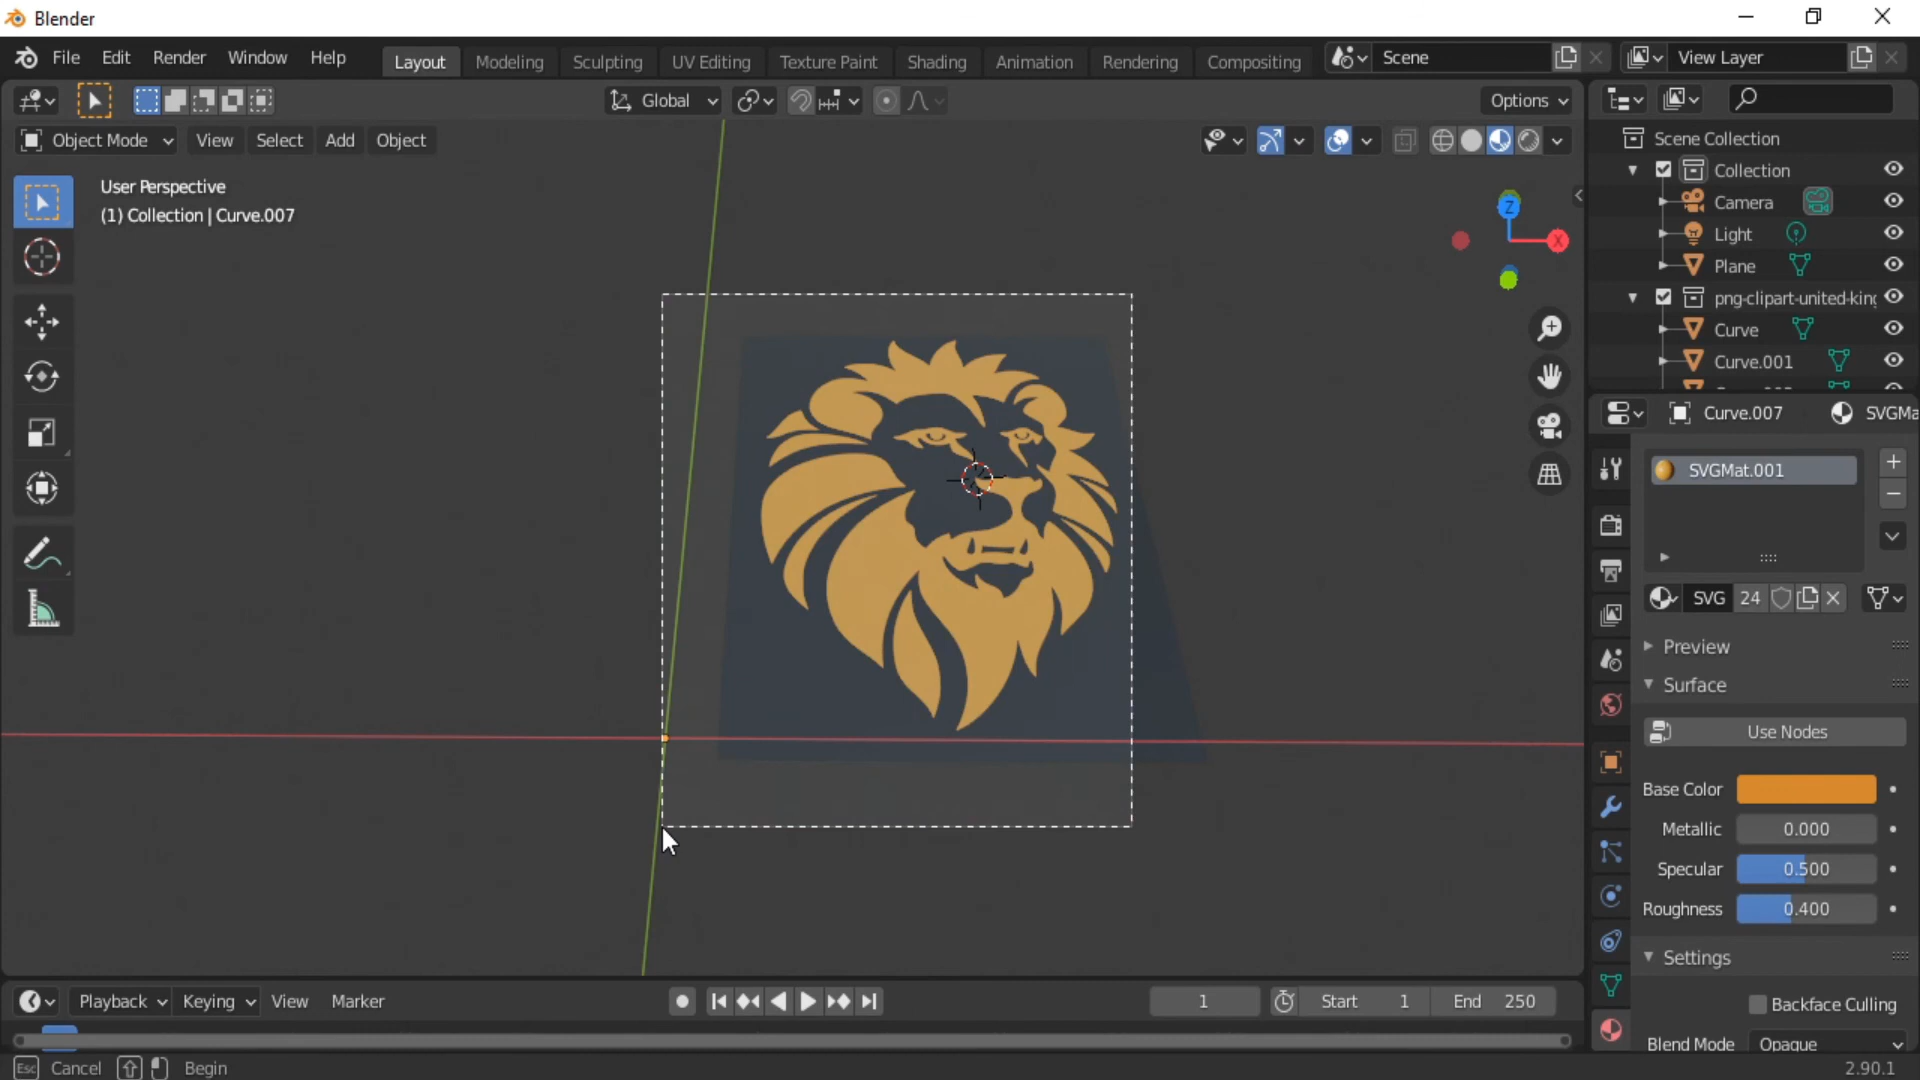 Blender
File Edit Render Window Help Layout Modeling Sculpting UV Editing Texture Paint Shading Animation Rendering Compositing Scene View Layer
Global Options
Object Mode View Select Add Object
User Perspective
(1) Collection | Curve.007
Z
X
Scene Collection
Collection
Camera
Light
Plane
png-clipart-united-king
Curve
Curve.001
Curve.007 SVGMa
SVGMat.001
SVG 24
Preview
Surface
Use Nodes
Base Color
Metallic 0.000
Specular 0.500
Roughness 0.400
Settings
Backface Culling
Blend Mode Opaque
Playback Keying View Marker 1 Start 1 End 250
Esc Cancel Begin 2.90.1